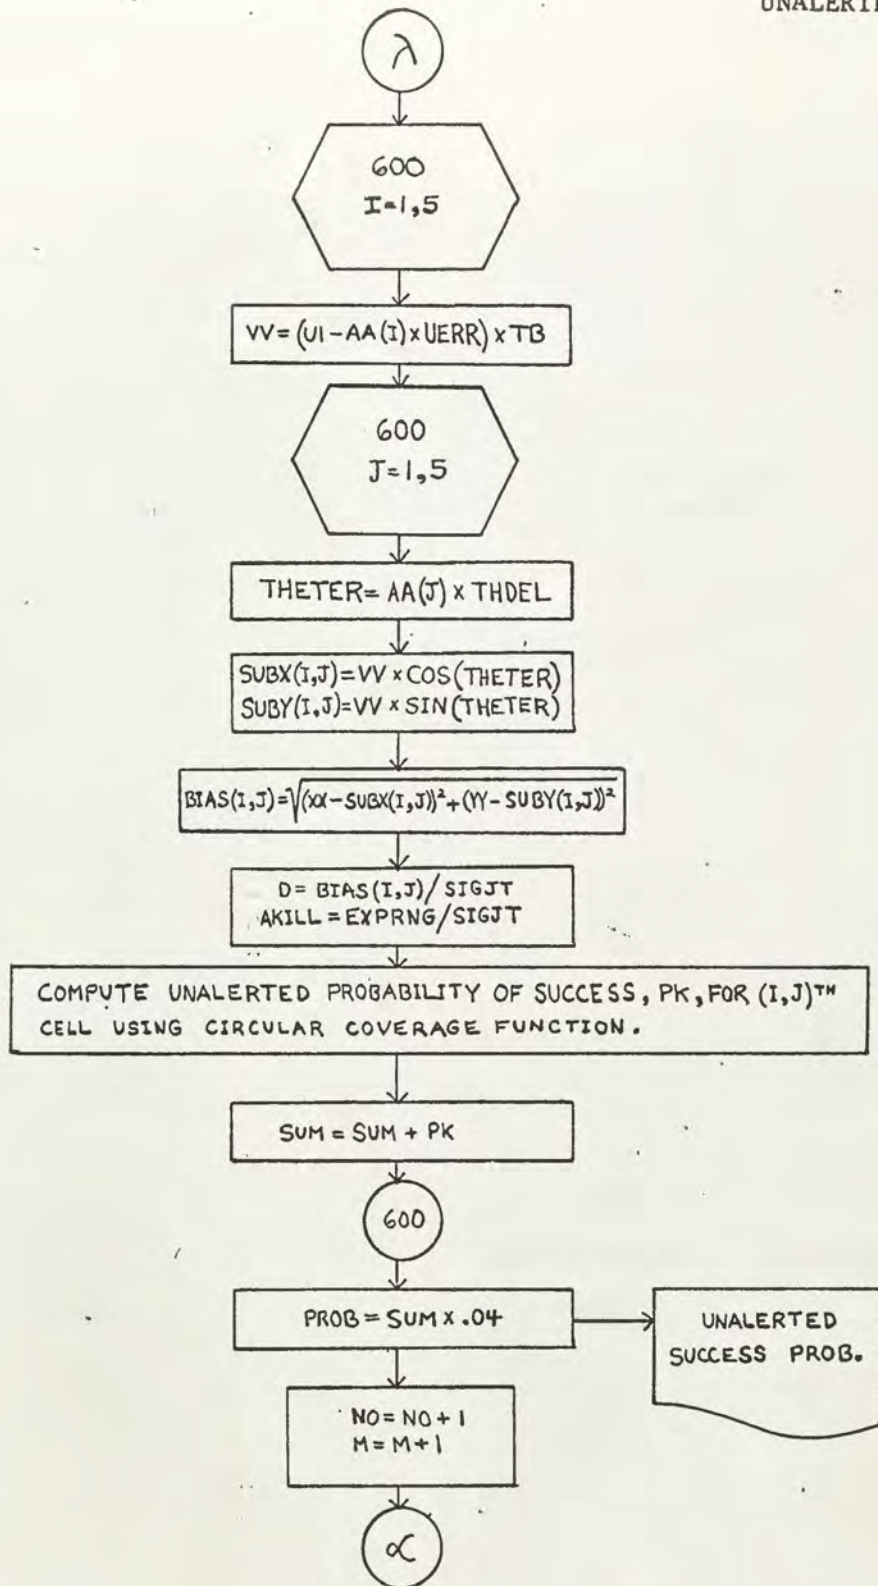 UNALERT
λ
600
I=1,5
VV=(UI-AA(I)×UERR)×TB
600
J=1,5
THETER= AA(J) × THDEL
SUBX(I,J)=VV × COS(THETER)
SUBY(I,J)=VV × SIN(THETER)
BIAS(I,J)=√(XX-SUBX(I,J))²+(YY-SUBY(I,J))²
D= BIAS(I,J)/SIGJT
AKILL=EXPRNG/SIGJT
COMPUTE UNALERTED PROBABILITY OF SUCCESS, PK, FOR (I,J)TH
CELL USING CIRCULAR COVERAGE FUNCTION.
SUM = SUM + PK
600
PROB=SUM X .04
UNALERTED
SUCCESS PROB.
NO=NO+1
M=M+1
∝